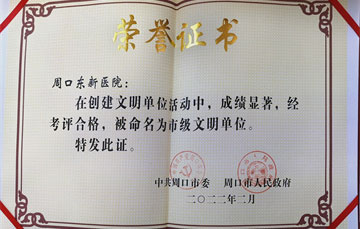 荣誉证书
周口东新医院：
在创建文明单位活动中，成绩显著，经
考评合格，被命名为市级文明单位。
特发此证。
中共周口市委 周口市人民政府
二〇二二年二月